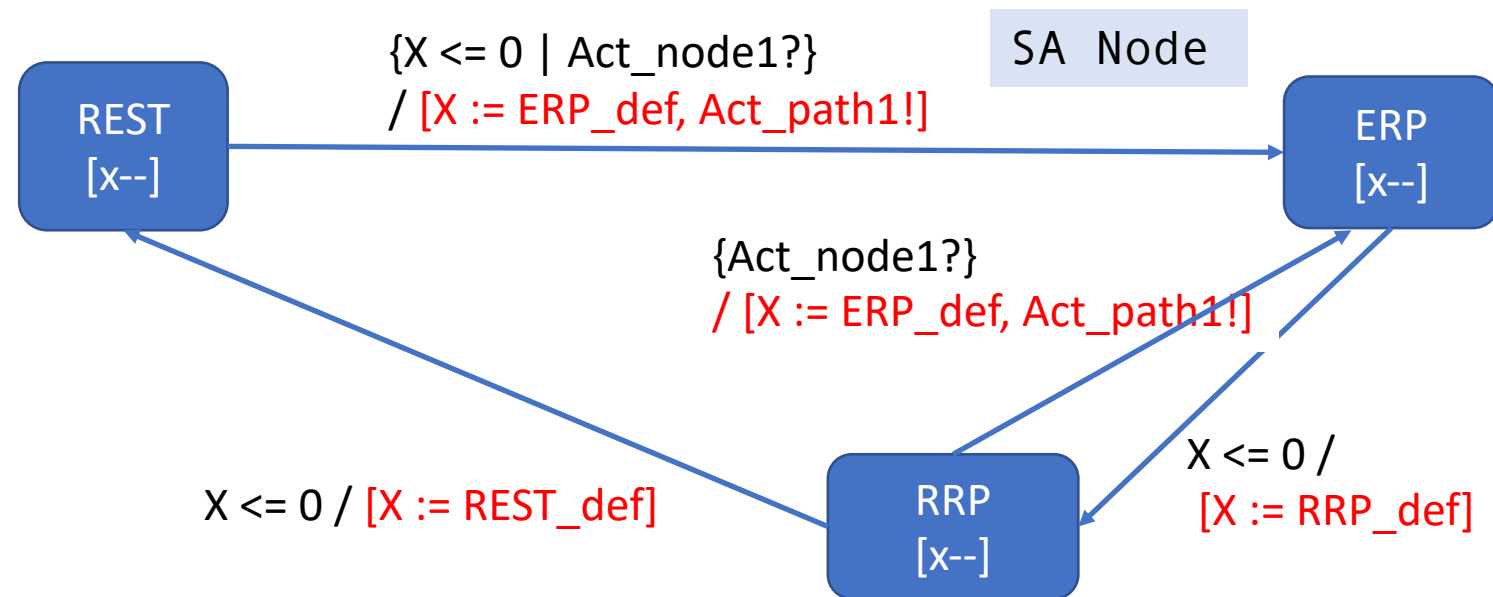 {X <= 0 | Act_node1?}
/ [X := ERP_def, Act_path1!]
SA Node
REST
[x--]
ERP
[x--]
{Act_node1?}
/ [X := ERP_def, Act_path1!]
X <= 0 /
[X := RRP_def]
X <= 0 / [X := REST_def]
RRP
[x--]